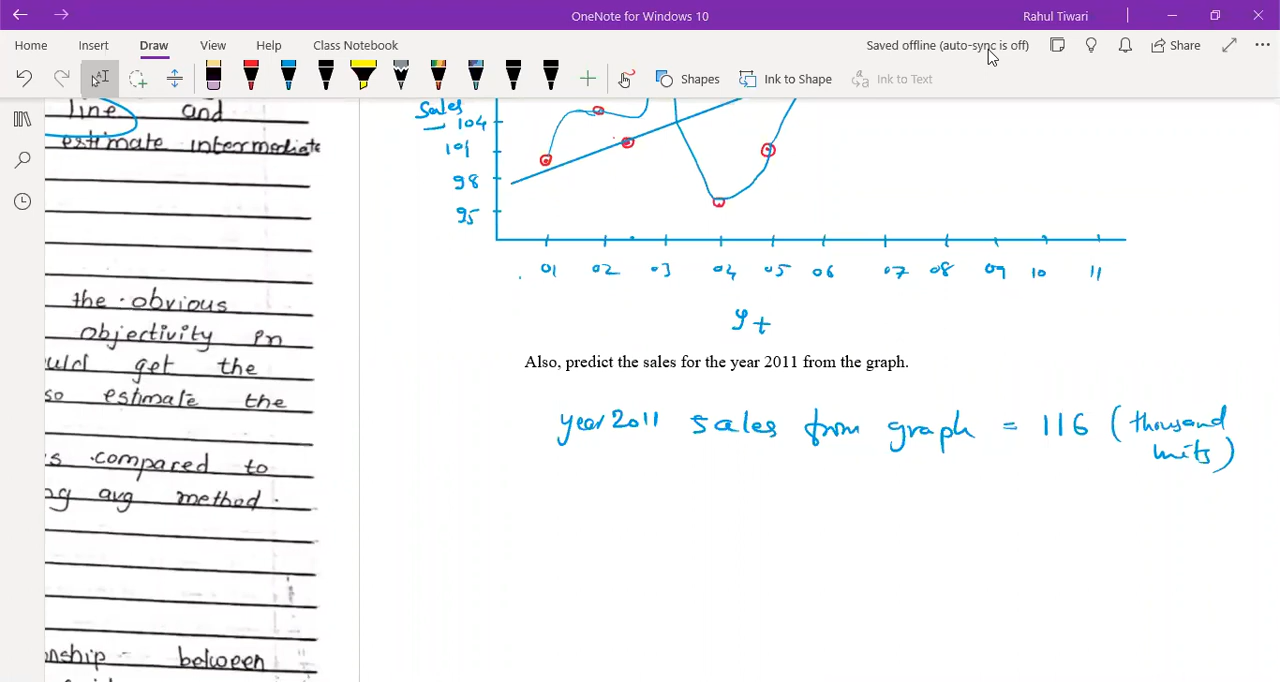 OneNote for Windows 10
Rahul Tiwari
Home Insert Draw View Help Class Notebook
Saved offline (auto-sync is off) Share
Shapes Ink to Shape Ink to Text
line and
estimate intermediate
the obvious
objectivity in
uld get the
so estimate the
s compared to
ng avg method.
onship between
Sales
104
101
98
95
01 02 03 04 05 06 07 08 09 10 11
Also, predict the sales for the year 2011 from the graph.
year 2011 sales from graph = 116 (thousand
units)